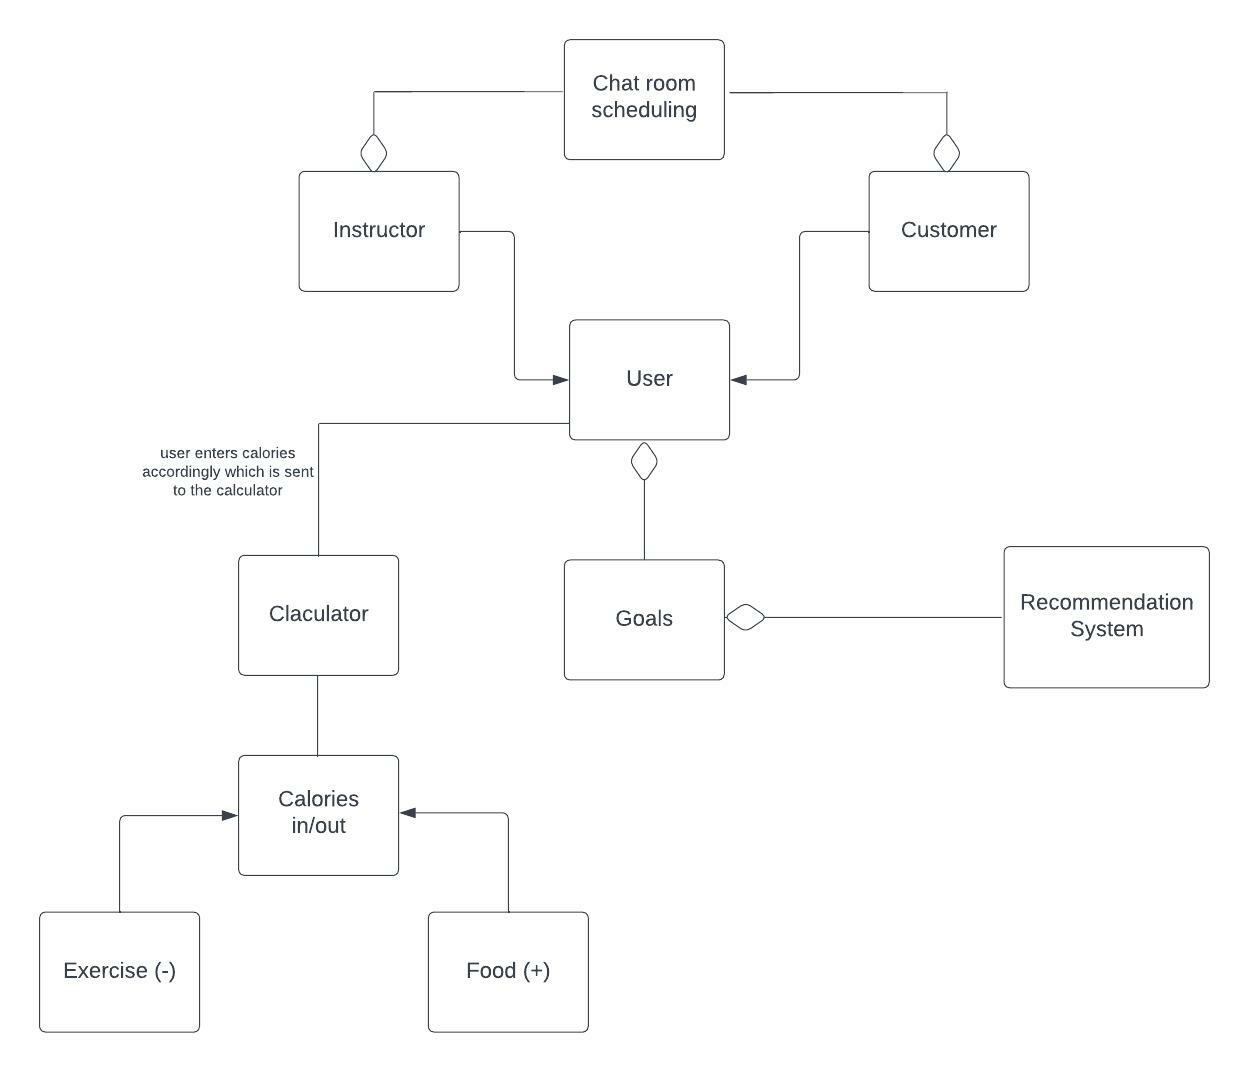 Chat room
scheduling
Instructor
Customer
User
user enters calories
accordingly which is sent
to the calculator
Claculator
Goals
Recommendation
System
Calories
in/out
Exercise (-)
Food (+)